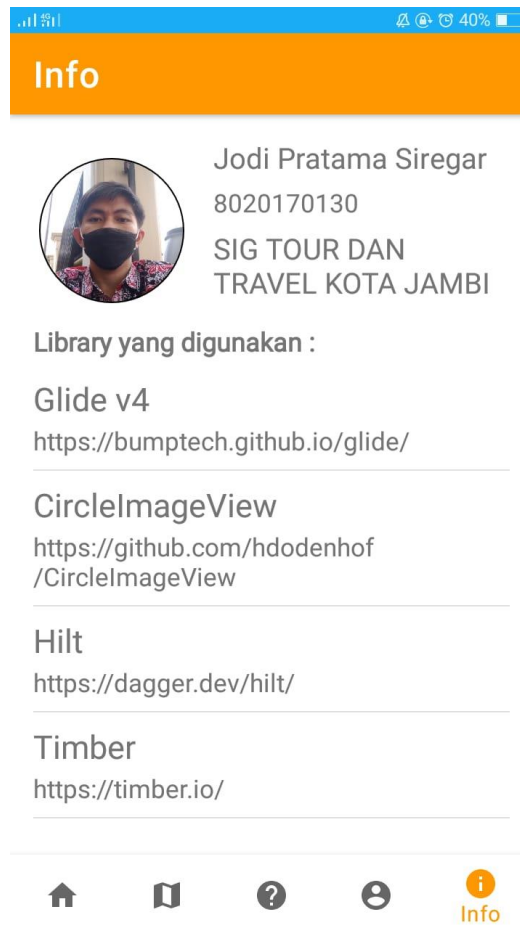 40%
Info
Jodi Pratama Siregar
8020170130
SIG TOUR DAN
TRAVEL KOTA JAMBI
Library yang digunakan :
Glide v4
https://bumptech.github.io/glide/
CircleImageView
https://github.com/hdodenhof
/CircleImageView
Hilt
https://dagger.dev/hilt/
Timber
https://timber.io/
Info